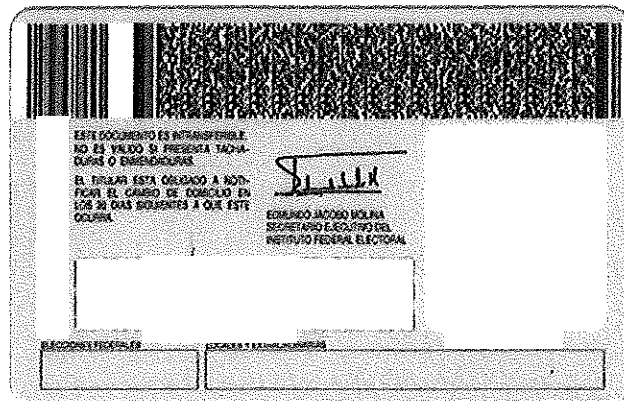 ESTE DOCUMENTO ES INTRANSFERIBLE.
NO ES VALIDO SI PRESENTA TACHA-
DURAS O ENMENDADURAS.
EL TITULAR ESTA OBLIGADO A NOTI-
FICAR EL CAMBIO DE DOMICILIO EN
LOS 30 DIAS SIGUIENTES A QUE ESTE
OCURRA.
EDMUNDO JACOBO MOLINA
SECRETARIO EJECUTIVO DEL
INSTITUTO FEDERAL ELECTORAL
ELECCIONES FEDERALES
LOCALES Y EXTRAORDINARIAS